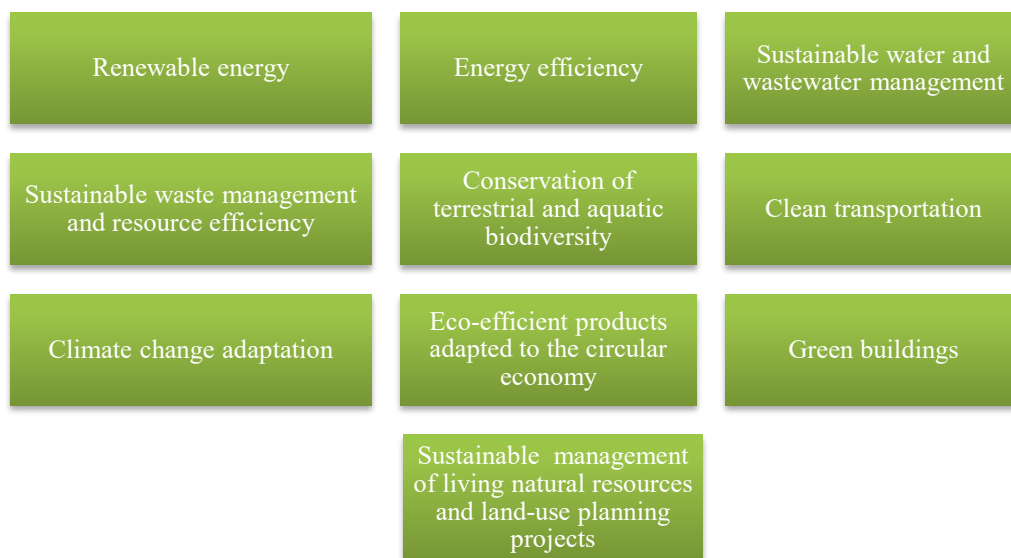 Renewable energy
Energy efficiency
Sustainable water and
wastewater management
Sustainable waste management
and resource efficiency
Conservation of
terrestrial and aquatic
biodiversity
Clean transportation
Climate change adaptation
Eco-efficient products
adapted to the circular
economy
Green buildings
Sustainable management
of living natural resources
and land-use planning
projects